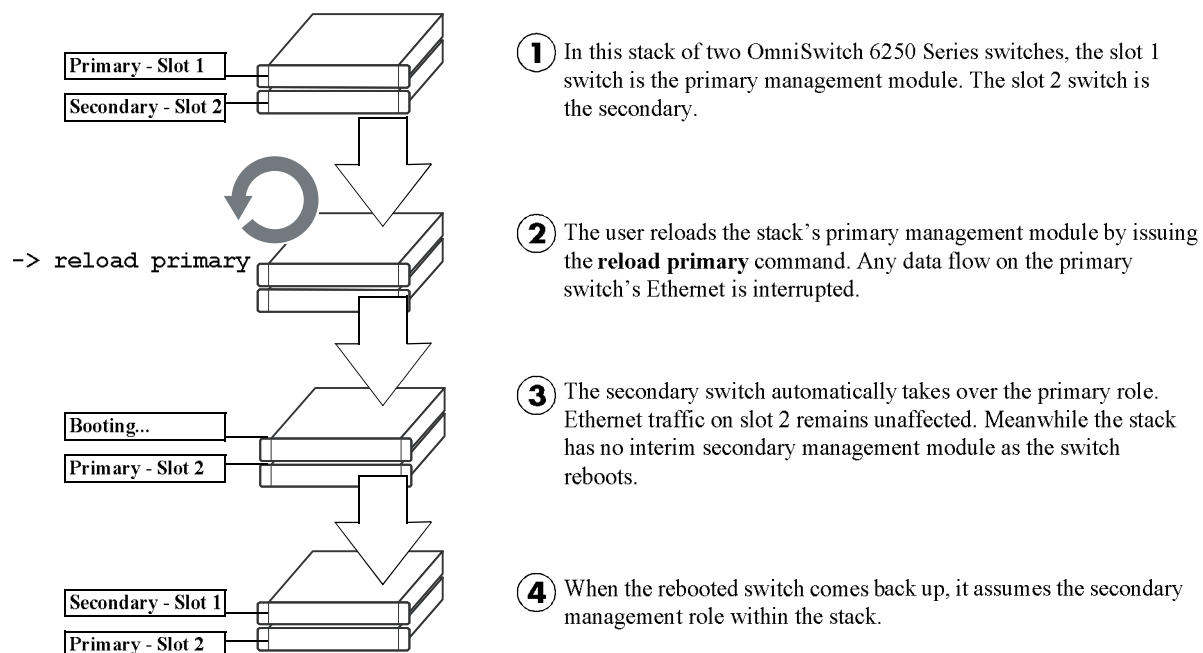 Primary - Slot 1
Secondary - Slot 2
1 In this stack of two OmniSwitch 6250 Series switches, the slot 1
switch is the primary management module. The slot 2 switch is
the secondary.
-> reload primary
2 The user reloads the stack’s primary management module by issuing
the reload primary command. Any data flow on the primary
switch’s Ethernet is interrupted.
Booting...
Primary - Slot 2
3 The secondary switch automatically takes over the primary role.
Ethernet traffic on slot 2 remains unaffected. Meanwhile the stack
has no interim secondary management module as the switch
reboots.
Secondary - Slot 1
Primary - Slot 2
4 When the rebooted switch comes back up, it assumes the secondary
management role within the stack.